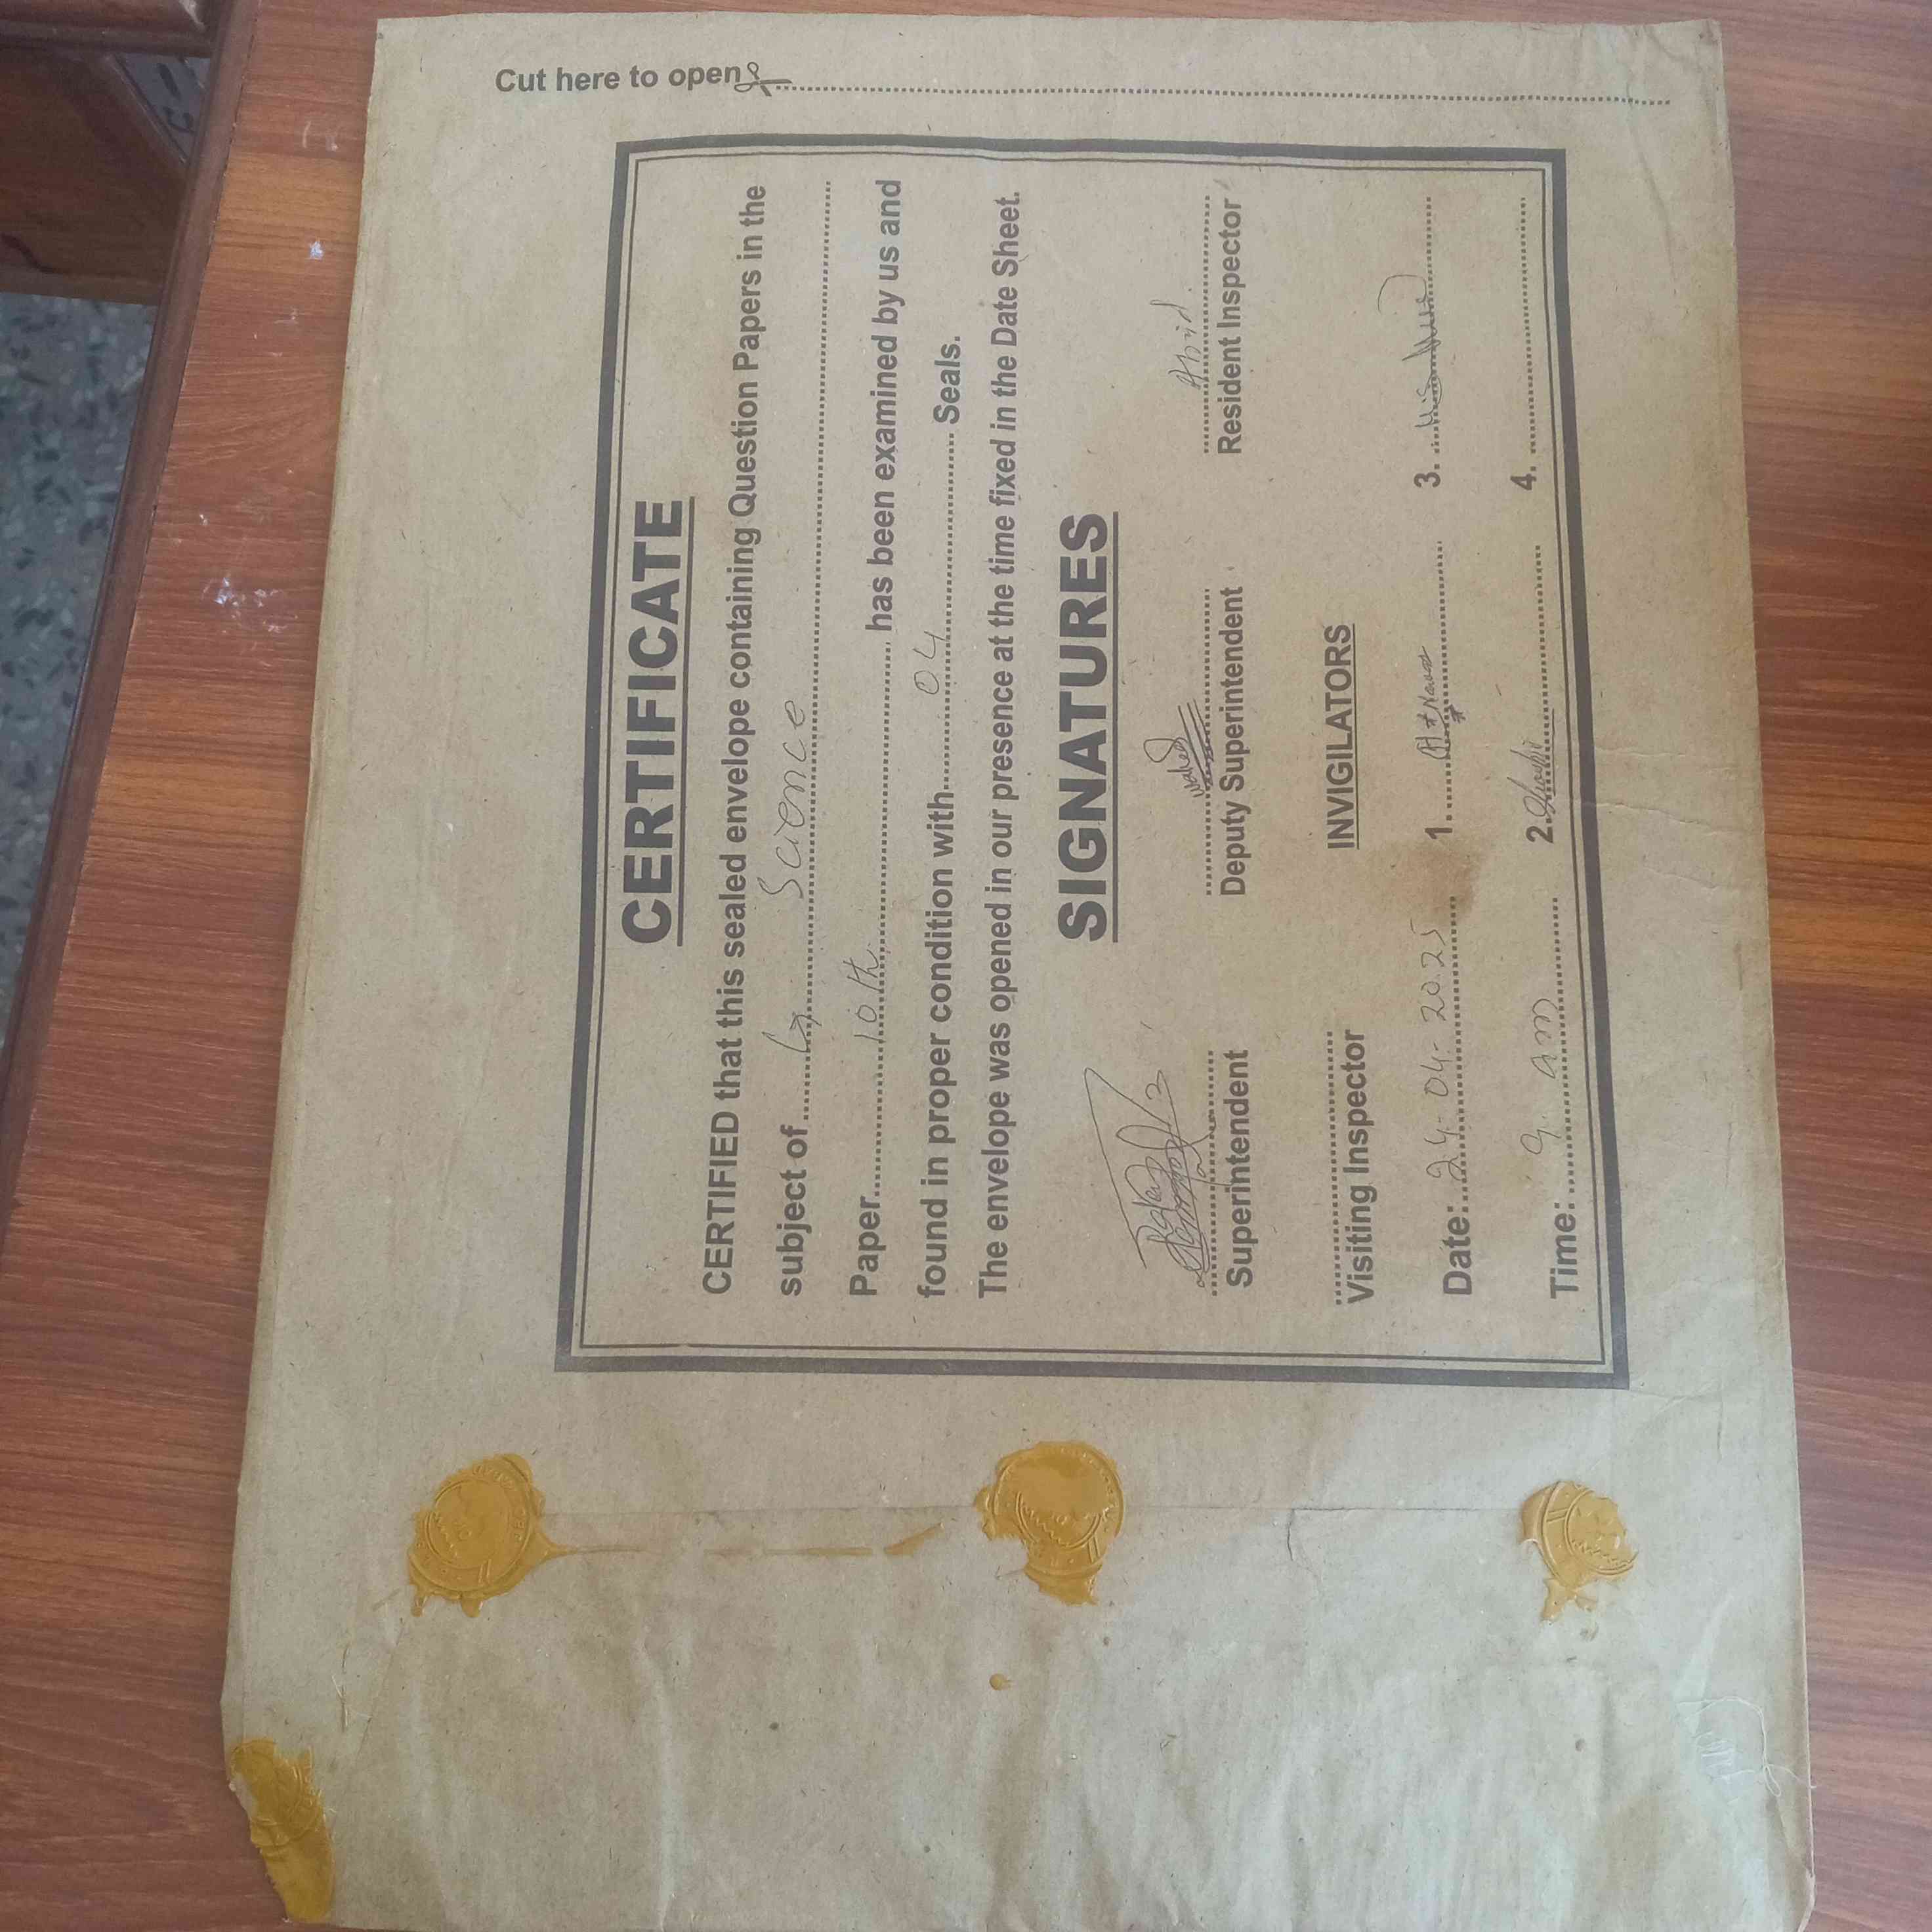 Cut here to open
CERTIFICATE
CERTIFIED that this sealed envelope containing Question Papers in the
subject of G. Science
Paper 10th has been examined by us and
found in proper condition with 04 Seals.
The envelope was opened in our presence at the time fixed in the Date Sheet.
SIGNATURES
Superintendent Deputy Superintendent Resident Inspector
Visiting Inspector INVIGILATORS
Date: 24-04-2025 1. 3.
Time: 9 am 2. 4.